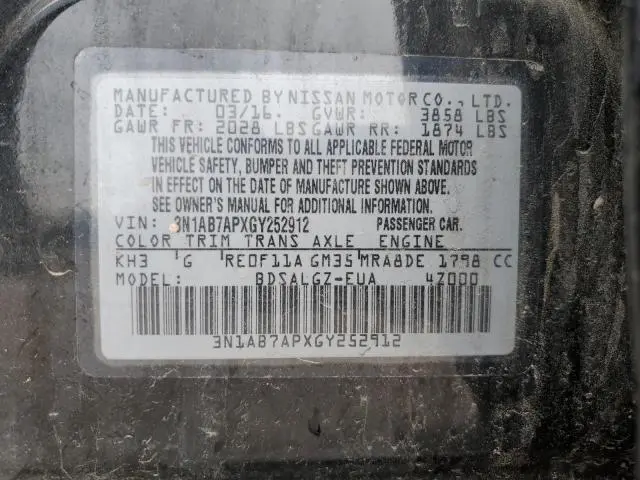 MANUFACTURED BY NISSAN MOTOR CO., LTD.
DATE: 03/16 GVWR: 3858 LBS
GAWR FR: 2028 LBS GAWR RR: 1874 LBS
THIS VEHICLE CONFORMS TO ALL APPLICABLE FEDERAL MOTOR
VEHICLE SAFETY, BUMPER AND THEFT PREVENTION STANDARDS
IN EFFECT ON THE DATE OF MANUFACTURE SHOWN ABOVE.
SEE OWNER'S MANUAL FOR ADDITIONAL INFORMATION.
VIN: 3N1AB7APXGY252912 PASSENGER CAR.
COLOR TRIM TRANS AXLE ENGINE
KH3 G RE0F11A GM35 MRA8DE 1798 CC
MODEL: BDSALGZ-EUA 4Z000
3N1AB7APXGY252912